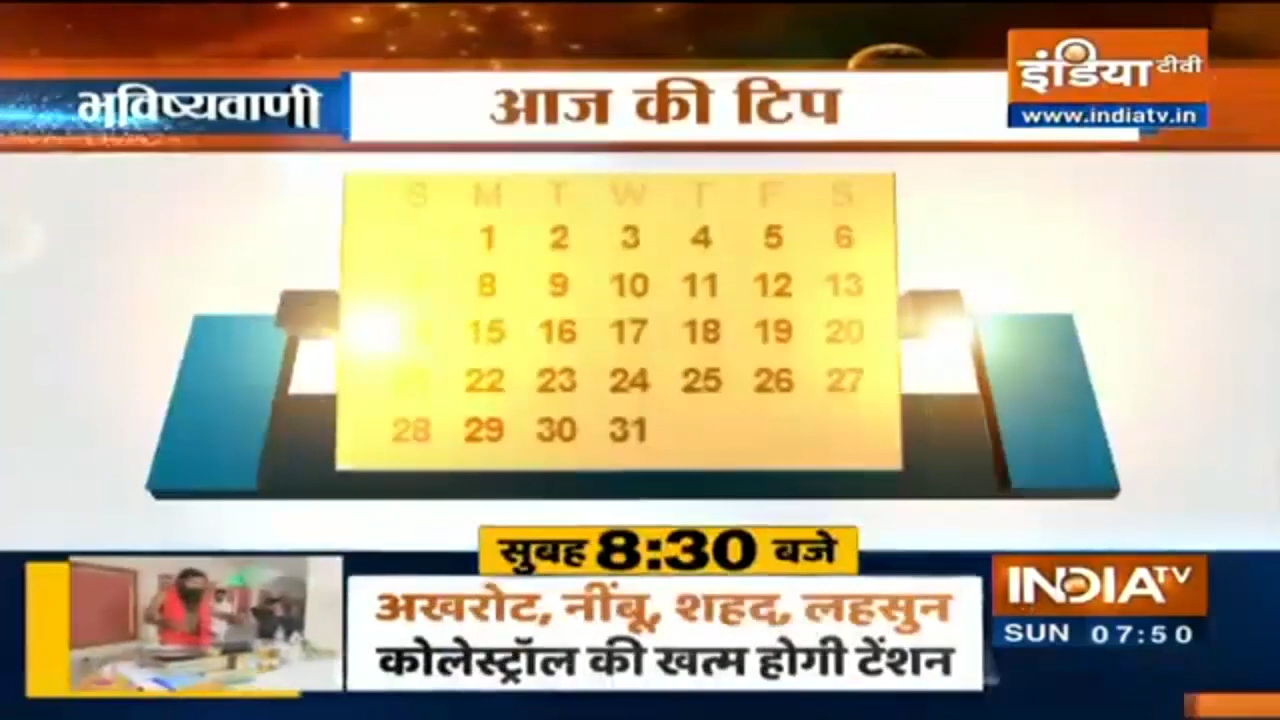 भविष्यवाणी
आज की टिप
इंडिया टीवी
www.indiatv.in
S M T W T F S
1 2 3 4 5 6
8 9 10 11 12 13
15 16 17 18 19 20
22 23 24 25 26 27
28 29 30 31
सुबह 8:30 बजे
अखरोट, नींबू, शहद, लहसुन
कोलेस्ट्रॉल की खत्म होगी टेंशन
INDIA TV
SUN 07:50